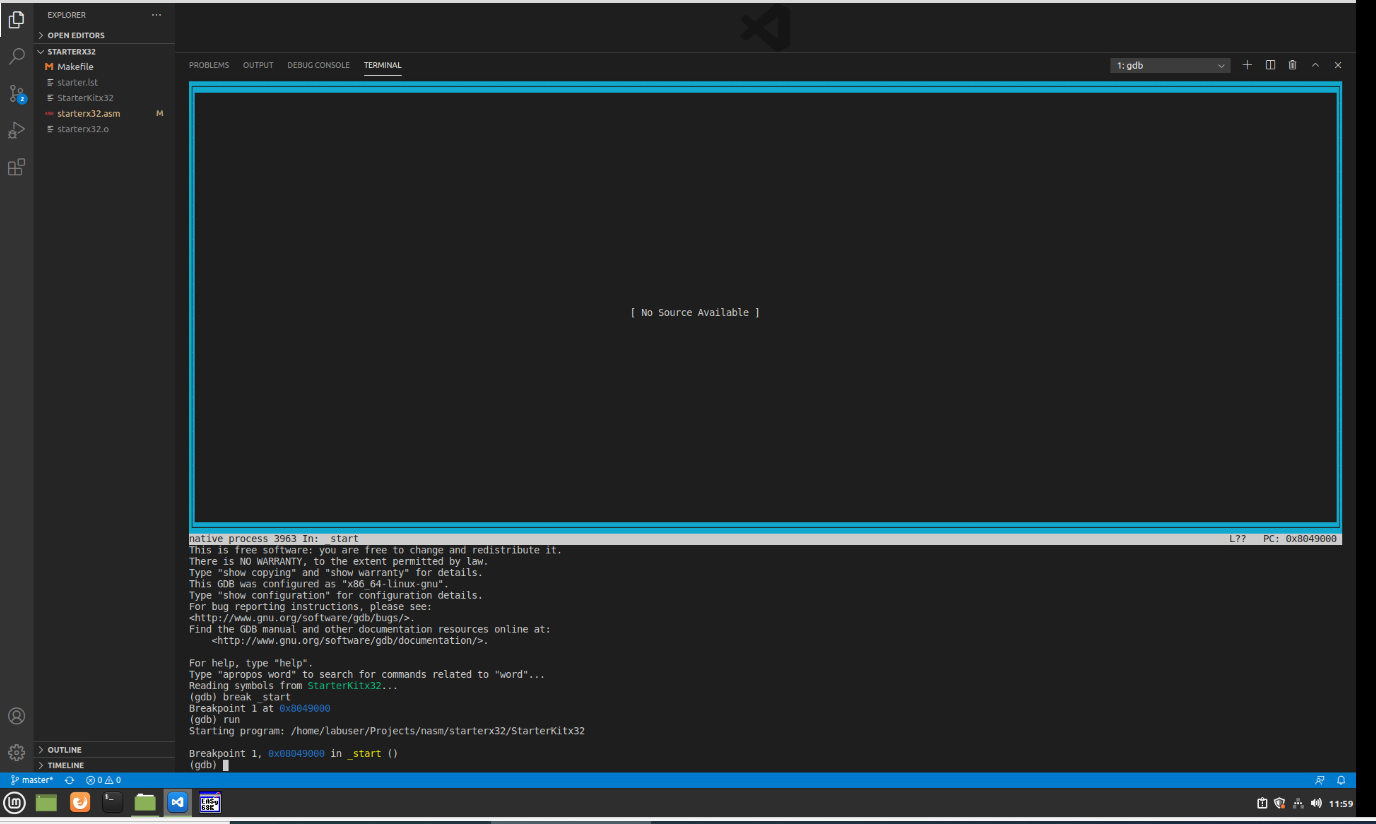 EXPLORER ...
OPEN EDITORS
STARTERX32
M Makefile
starter.lst
StarterKitx32
starterx32.asm M
starterx32.o
OUTLINE
TIMELINE
2
PROBLEMS OUTPUT DEBUG CONSOLE TERMINAL 1: gdb
[ No Source Available ]
native process 3963 In: _start L?? PC: 0x8049000
This is free software: you are free to change and redistribute it.
There is NO WARRANTY, to the extent permitted by law.
Type "show copying" and "show warranty" for details.
This GDB was configured as "x86_64-linux-gnu".
Type "show configuration" for configuration details.
For bug reporting instructions, please see:
<http://www.gnu.org/software/gdb/bugs/>.
Find the GDB manual and other documentation resources online at:
<http://www.gnu.org/software/gdb/documentation/>.
For help, type "help".
Type "apropos word" to search for commands related to "word"...
Reading symbols from StarterKitx32...
(gdb) break _start
Breakpoint 1 at 0x8049000
(gdb) run
Starting program: /home/labuser/Projects/nasm/starterx32/StarterKitx32
Breakpoint 1, 0x08049000 in _start ()
(gdb)
master* 0 0
EASy
68K
11:59